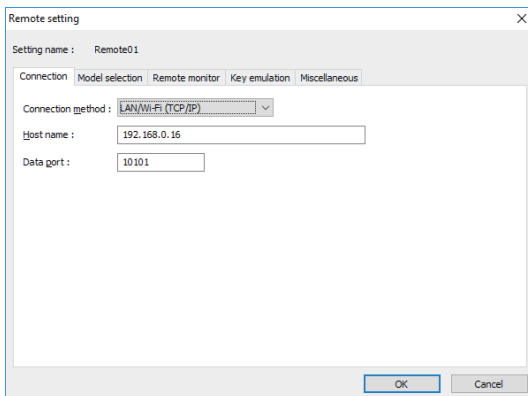 Remote setting
Setting name : Remote01
Connection Model selection Remote monitor Key emulation Miscellaneous
Connection method : LAN/Wi-Fi (TCP/IP)
Host name : 192.168.0.16
Data port : 10101
OK Cancel